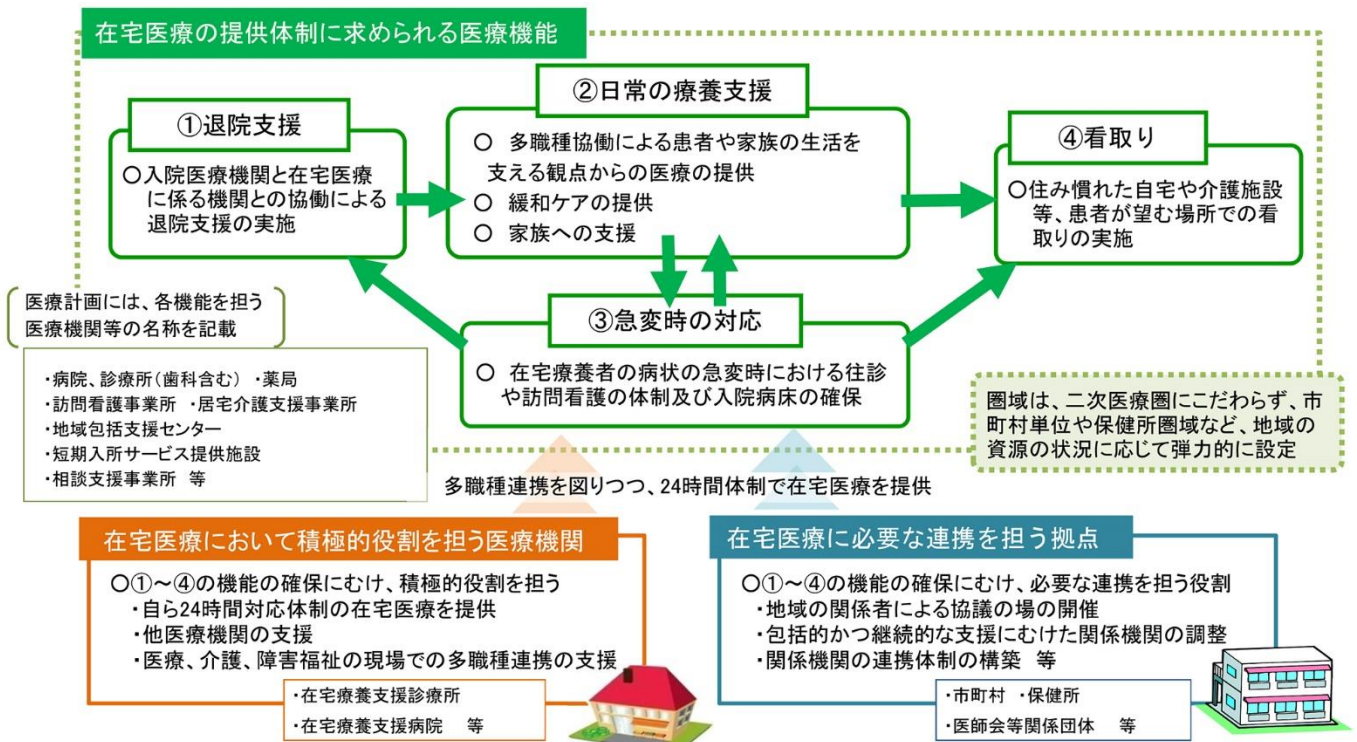 在宅医療の提供体制に求められる医療機能
①退院支援
○入院医療機関と在宅医療
に係る機関との協働による
退院支援の実施
②日常の療養支援
○ 多職種協働による患者や家族の生活を
支える観点からの医療の提供
○ 緩和ケアの提供
○ 家族への支援
④看取り
○住み慣れた自宅や介護施設
等、患者が望む場所での看
取りの実施
③急変時の対応
○ 在宅療養者の病状の急変時における往診
や訪問看護の体制及び入院病床の確保
医療計画には、各機能を担う
医療機関等の名称を記載
・病院、診療所(歯科含む) ・薬局
・訪問看護事業所 ・居宅介護支援事業所
・地域包括支援センター
・短期入所サービス提供施設
・相談支援事業所 等
圏域は、二次医療圏にこだわらず、市
町村単位や保健所圏域など、地域の
資源の状況に応じて弾力的に設定
多職種連携を図りつつ、24時間体制で在宅医療を提供
在宅医療において積極的役割を担う医療機関
○①～④の機能の確保にむけ、積極的役割を担う
・自ら24時間対応体制の在宅医療を提供
・他医療機関の支援
・医療、介護、障害福祉の現場での多職種連携の支援
・在宅療養支援診療所
・在宅療養支援病院 等
在宅医療に必要な連携を担う拠点
○①～④の機能の確保にむけ、必要な連携を担う役割
・地域の関係者による協議の場の開催
・包括的かつ継続的な支援にむけた関係機関の調整
・関係機関の連携体制の構築 等
・市町村 ・保健所
・医師会等関係団体 等